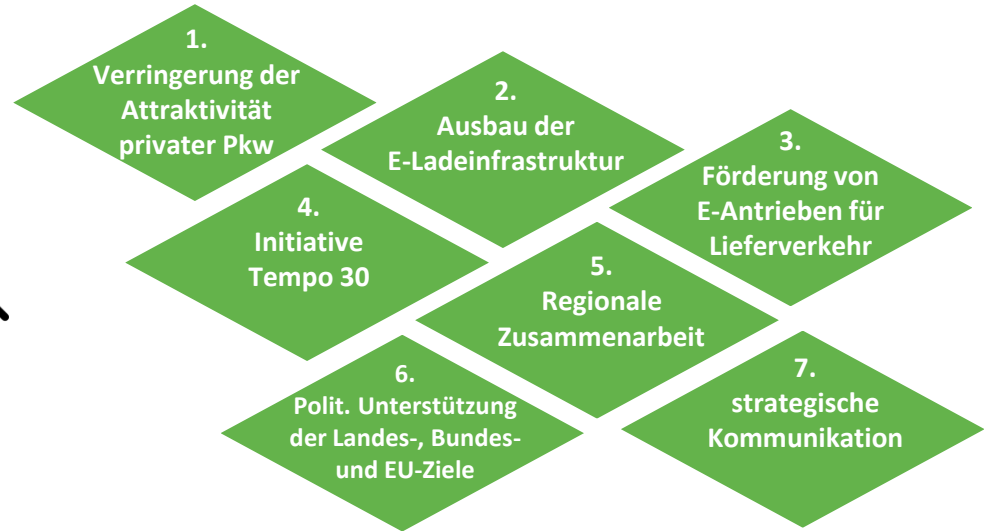 1.
Verringerung der
Attraktivität
privater Pkw
2.
Ausbau der
E-Ladeinfrastruktur
3.
Förderung von
E-Antrieben für
Lieferverkehr
4.
Initiative
Tempo 30
5.
Regionale
Zusammenarbeit
6.
Polit. Unterstützung
der Landes-, Bundes-
und EU-Ziele
7.
strategische
Kommunikation